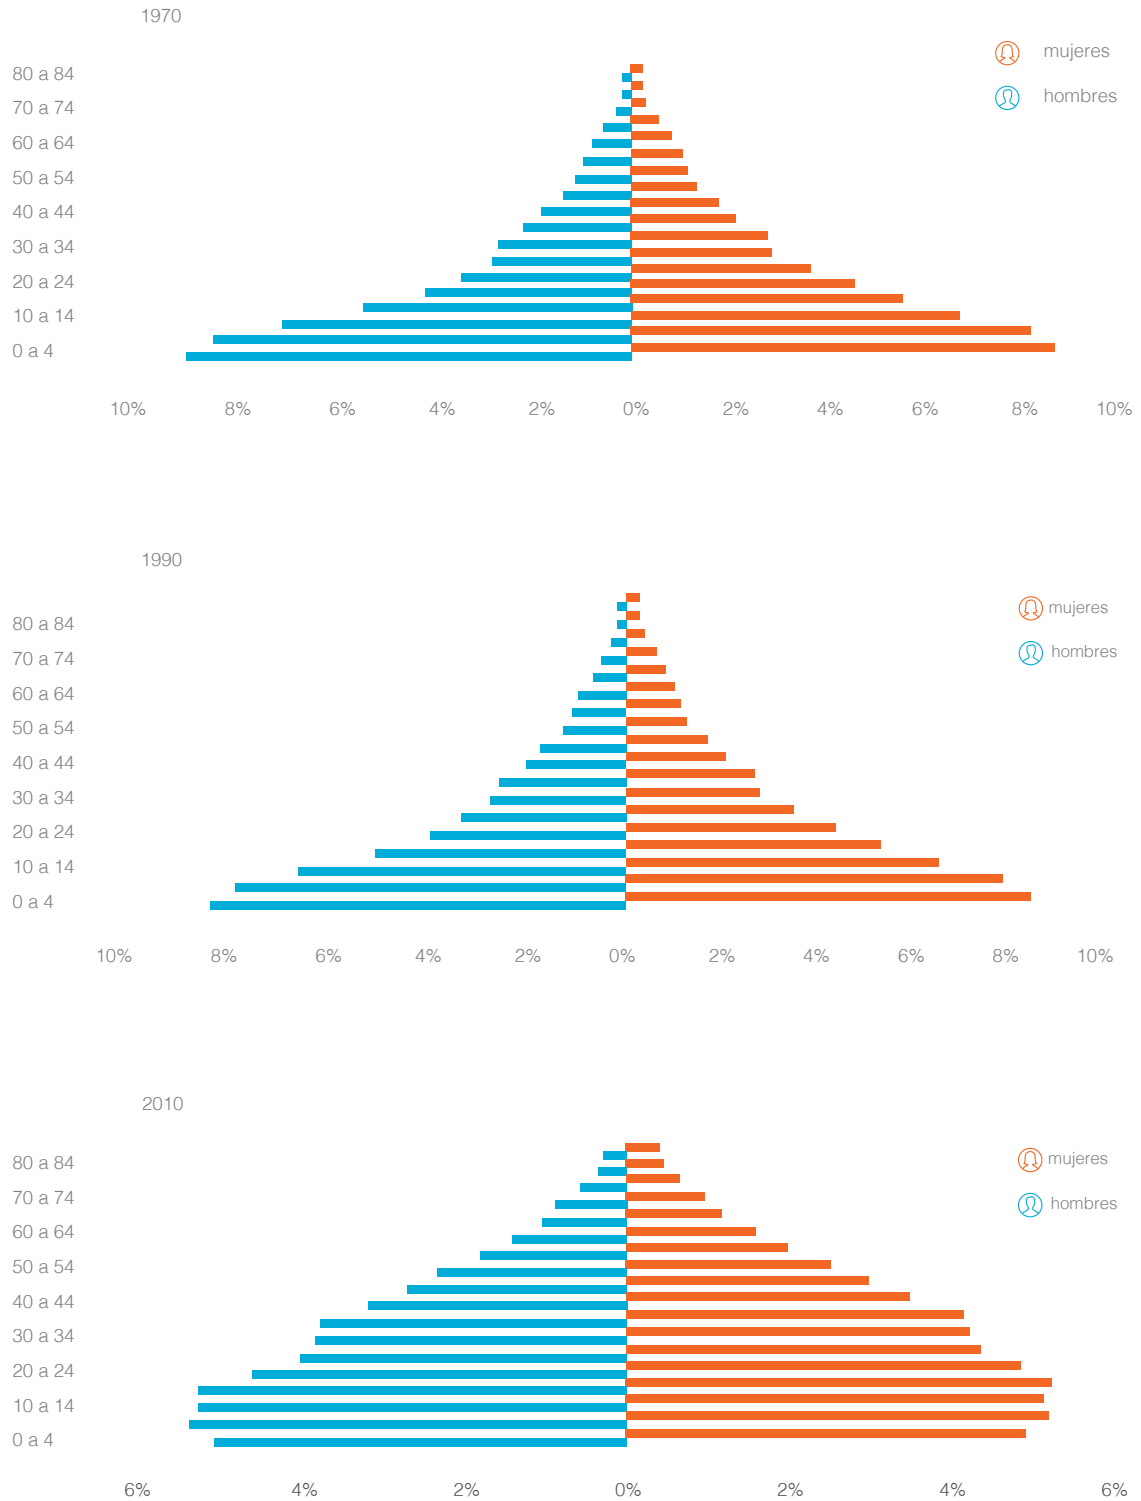 1970
mujeres
hombres
80 a 84
70 a 74
60 a 64
50 a 54
40 a 44
30 a 34
20 a 24
10 a 14
0 a 4
10% 8% 6% 4% 2% 0% 2% 4% 6% 8% 10%
1990
mujeres
hombres
80 a 84
70 a 74
60 a 64
50 a 54
40 a 44
30 a 34
20 a 24
10 a 14
0 a 4
10% 8% 6% 4% 2% 0% 2% 4% 6% 8% 10%
2010
mujeres
hombres
80 a 84
70 a 74
60 a 64
50 a 54
40 a 44
30 a 34
20 a 24
10 a 14
0 a 4
6% 4% 2% 0% 2% 4% 6%